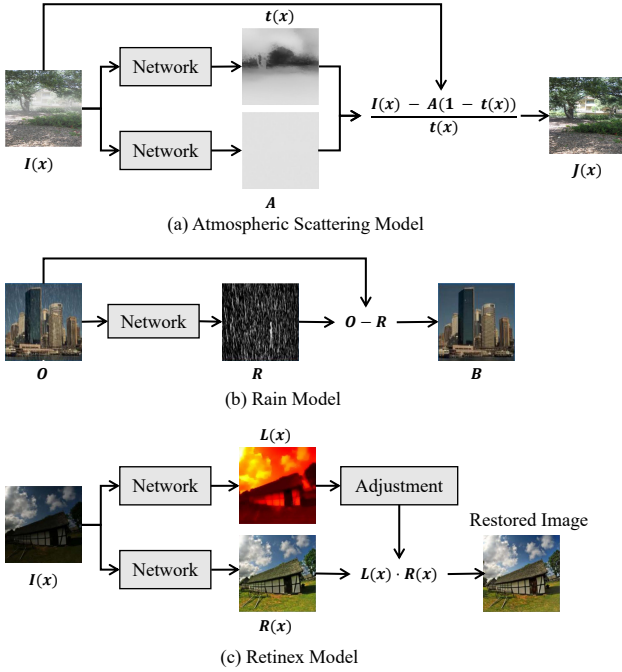 t(x)
Network
I(x) − A(1 − t(x))
t(x)
Network
I(x)
A
J(x)
(a) Atmospheric Scattering Model
Network
O − R
O
R
B
(b) Rain Model
L(x)
Network
Adjustment
Restored Image
Network
L(x) · R(x)
I(x)
R(x)
(c) Retinex Model